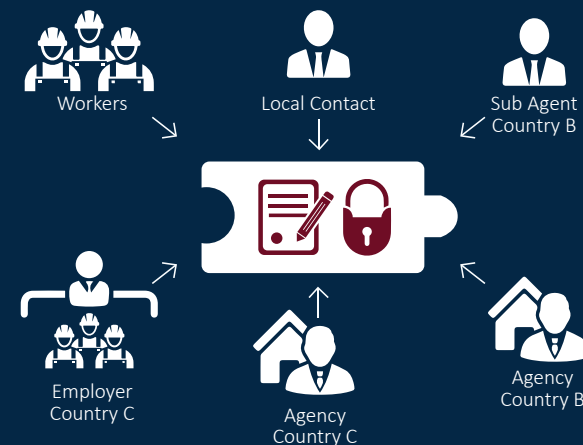 Workers
Local Contact
Sub Agent
Country B
Employer
Country C
Agency
Country C
Agency
Country B